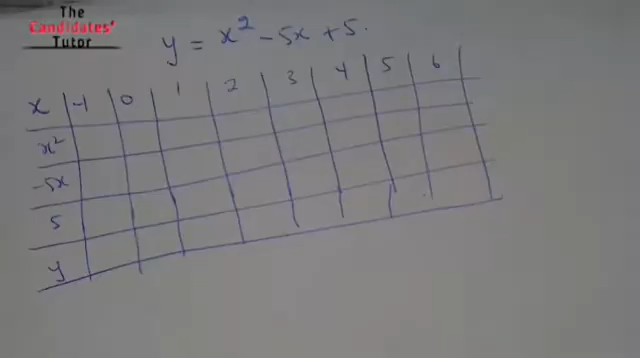 The
Candidates'
Tutor
y = x² - 5x + 5.
x -1 0 1 2 3 4 5 6
x²
-5x
5
y